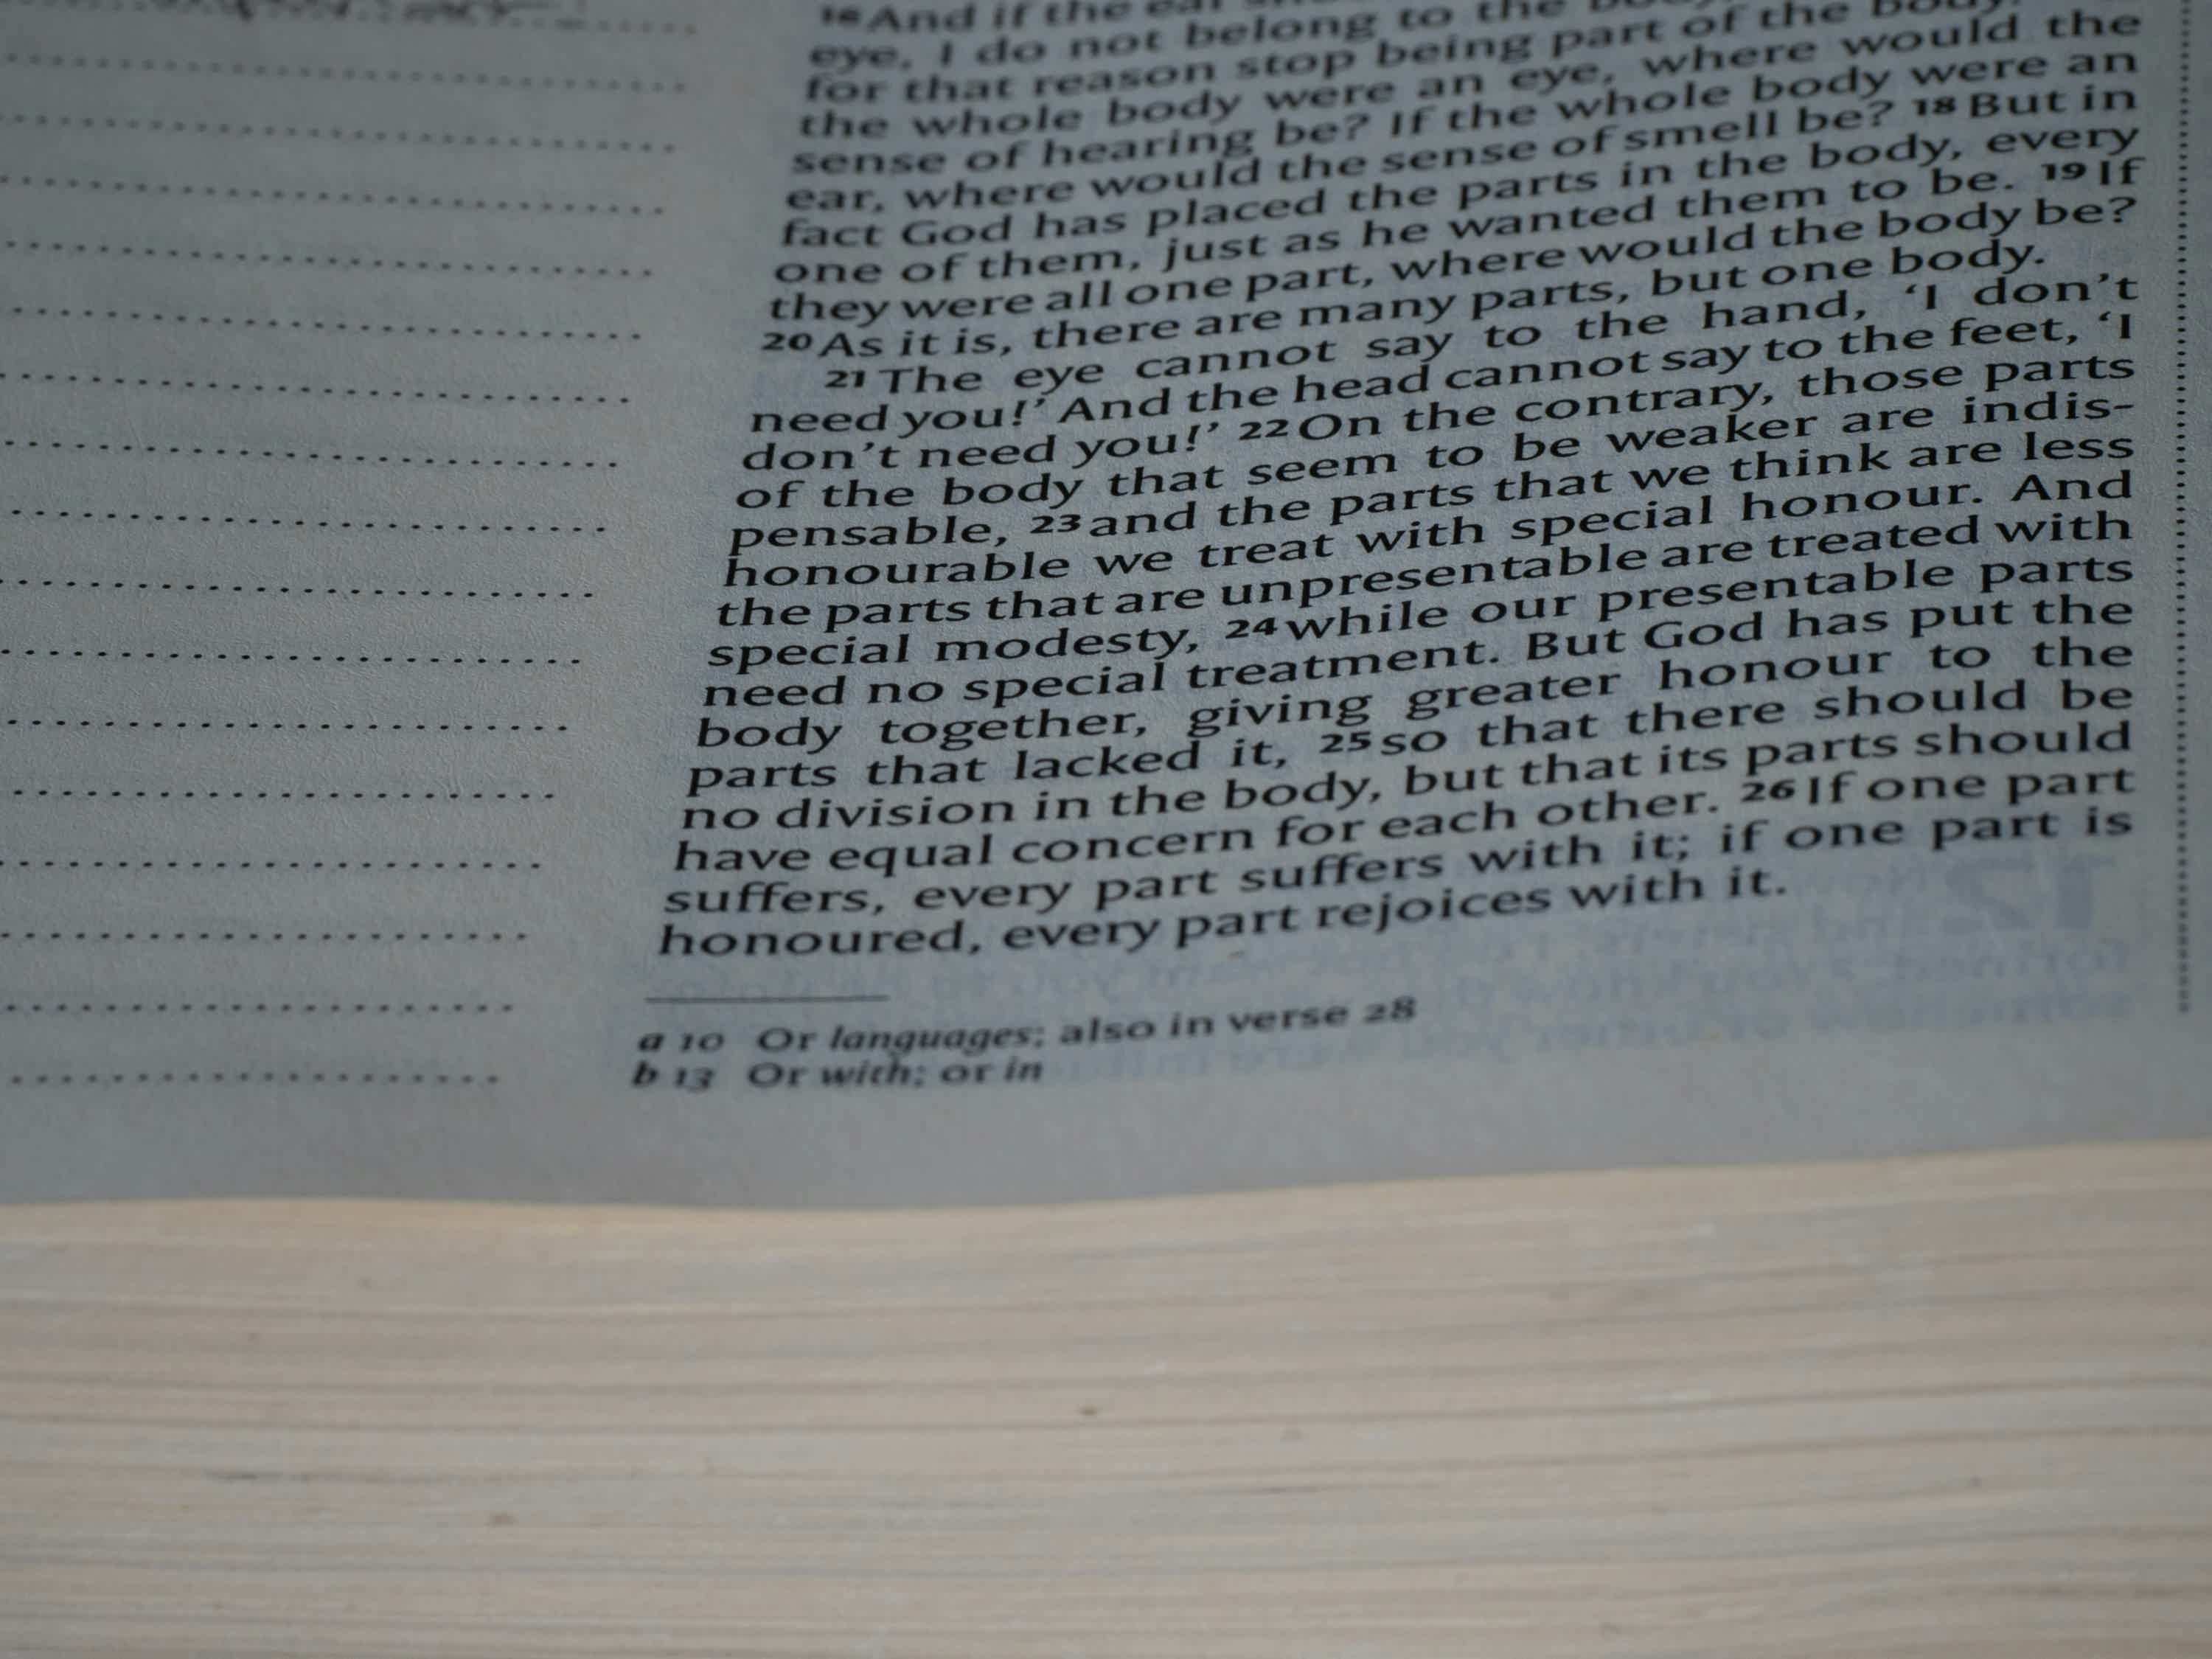 16 And if the ear
eye, I do not belong to the
for that reason stop being part of the body.
the whole body were an eye, where would the
sense of hearing be? If the whole body were an
ear, where would the sense of smell be? 18 But in
fact God has placed the parts in the body, every
one of them, just as he wanted them to be. 19 If
they were all one part, where would the body be?
20 As it is, there are many parts, but one body.
21 The eye cannot say to the hand, ‘I don’t
need you!’ And the head cannot say to the feet, ‘I
don’t need you!’ 22 On the contrary, those parts
of the body that seem to be weaker are indis-
pensable, 23 and the parts that we think are less
honourable we treat with special honour. And
the parts that are unpresentable are treated with
special modesty, 24 while our presentable parts
need no special treatment. But God has put the
body together, giving greater honour to the
parts that lacked it, 25 so that there should be
no division in the body, but that its parts should
have equal concern for each other. 26 If one part
suffers, every part suffers with it; if one part is
honoured, every part rejoices with it.
a 10 Or languages; also in verse 28
b 13 Or with; or in